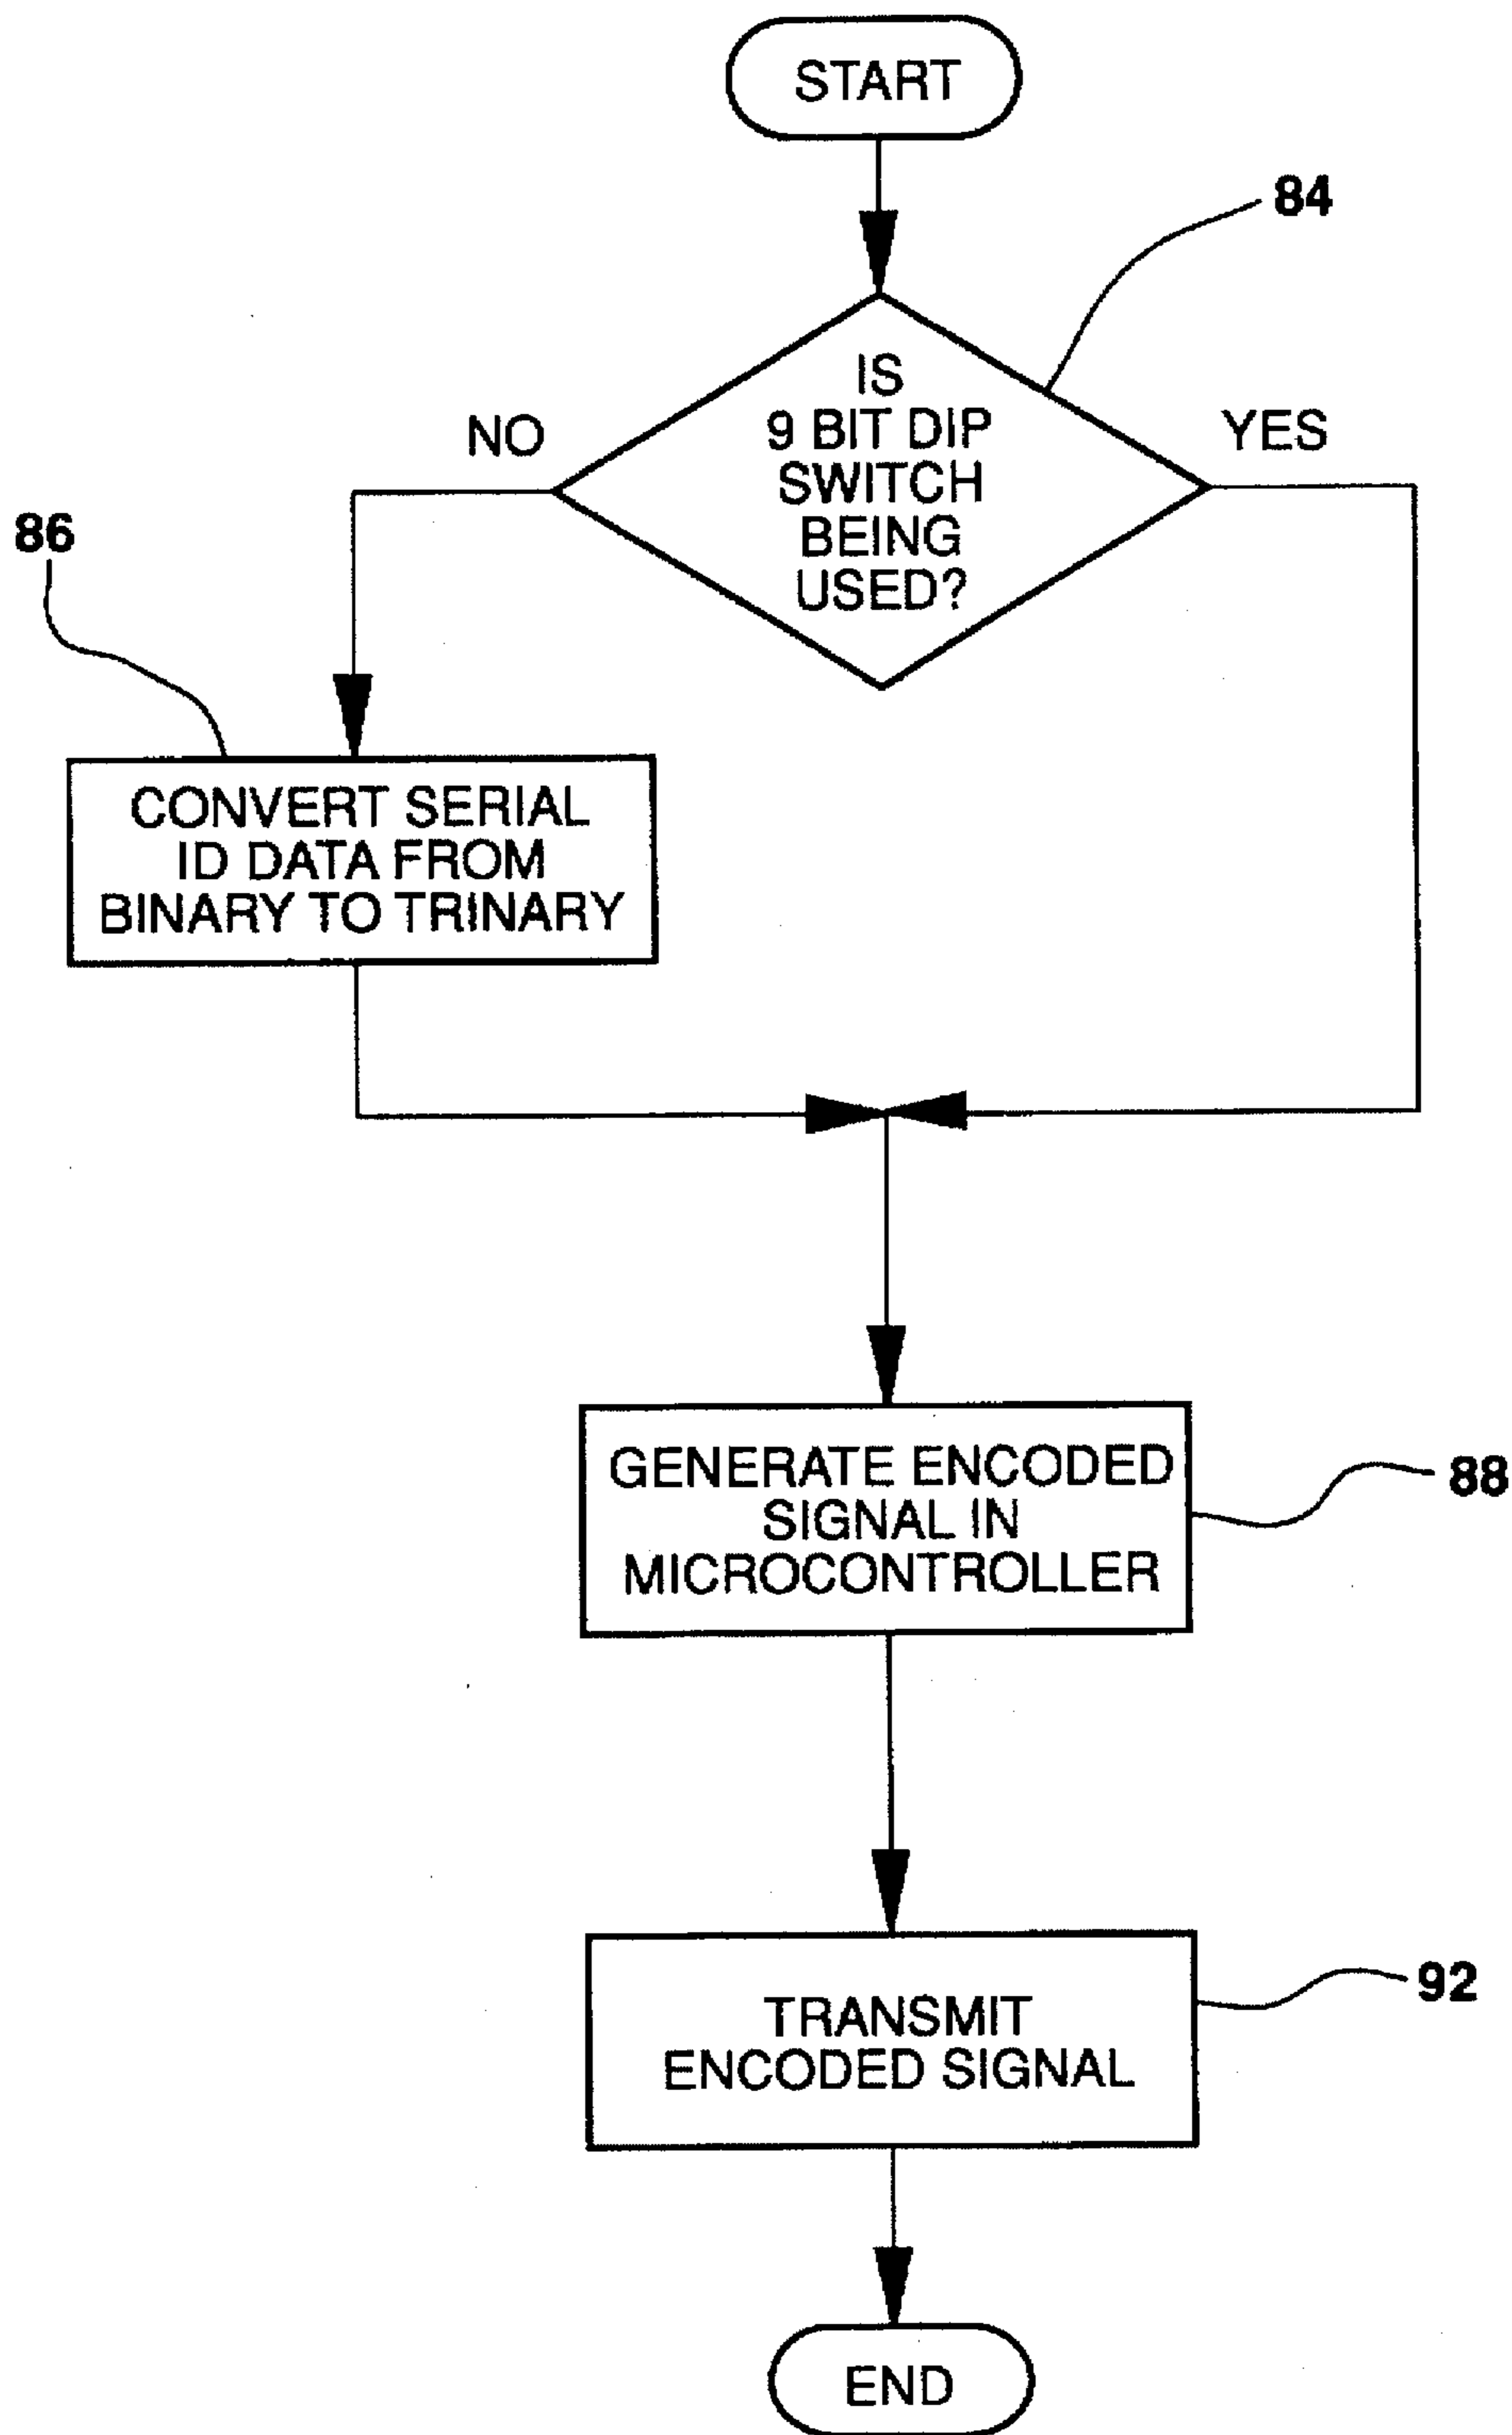 START
84
IS
9 BIT DIP
SWITCH
BEING
USED?
NO
YES
86
CONVERT SERIAL
ID DATA FROM
BINARY TO TRINARY
GENERATE ENCODED
SIGNAL IN
MICROCONTROLLER
88
TRANSMIT
ENCODED SIGNAL
92
END